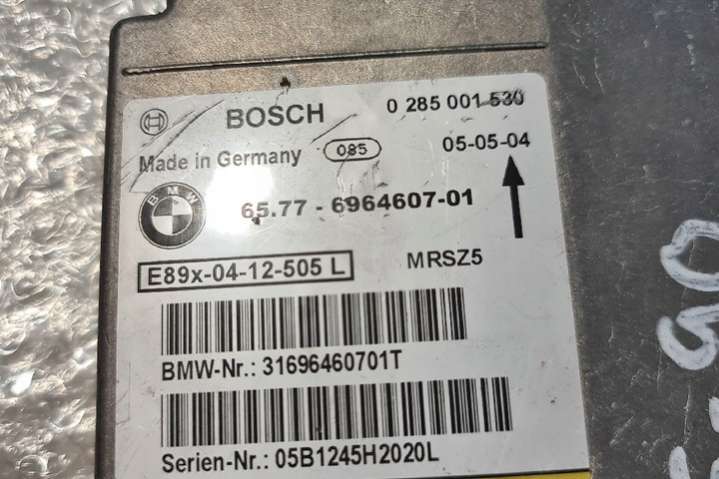 BOSCH 0 285 001 530
Made in Germany 085 05-05-04
BMW 65.77 - 6964607-01
E89x-04-12-505 L MRSZ5
BMW-Nr.: 31696460701T
Serien-Nr.: 05B1245H2020L